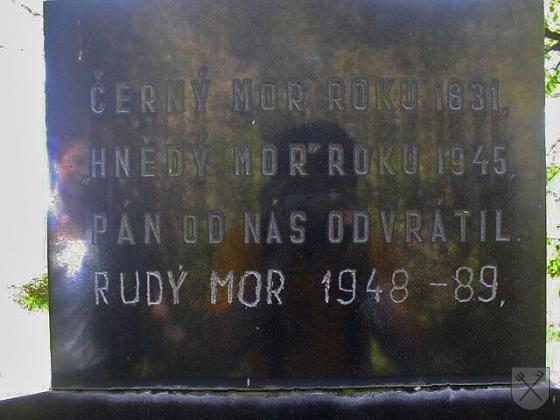 ČERNÝ MOR ROKU 1831,
„HNĚDÝ MOR" ROKU 1945,
PÁN OD NÁS ODVRÁTIL.
RUDÝ MOR 1948 - 89,